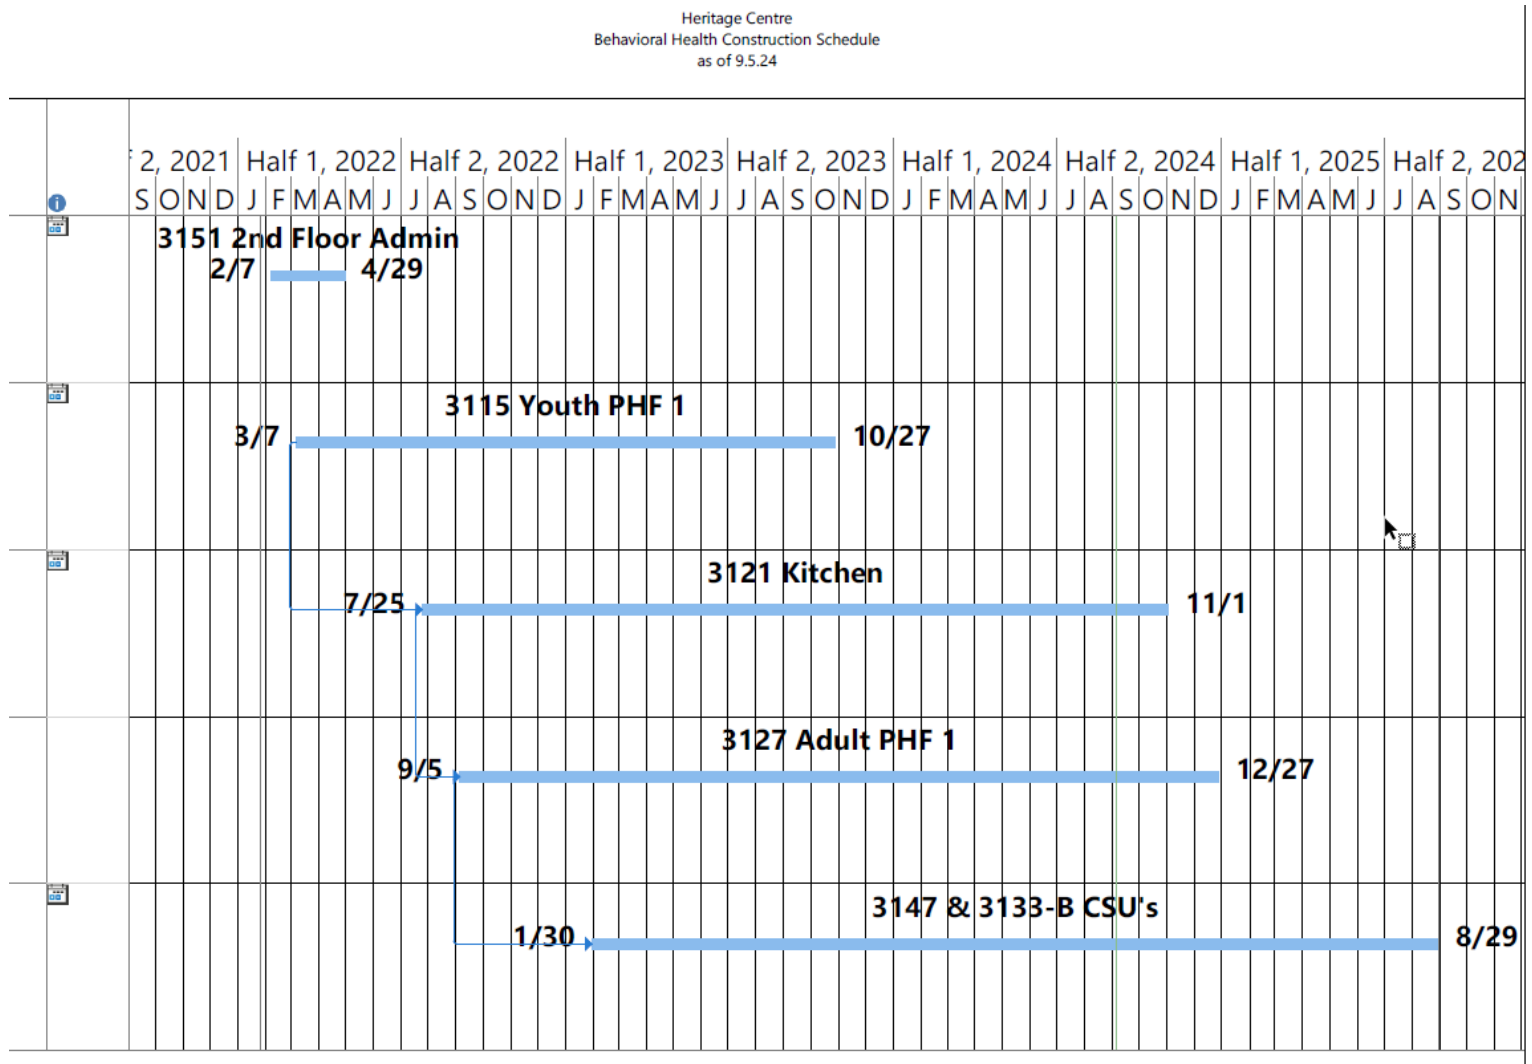 Heritage Centre
Behavioral Health Construction Schedule
as of 9.5.24
2, 2021 Half 1, 2022 Half 2, 2022 Half 1, 2023 Half 2, 2023 Half 1, 2024 Half 2, 2024 Half 1, 2025 Half 2, 202
S O N D J F M A M J J A S O N D J F M A M J J A S O N D J F M A M J J A S O N D J F M A M J J A S O N
3151 2nd Floor Admin
2/7 4/29
3115 Youth PHF 1
3/7 10/27
3121 Kitchen
7/25 11/1
3127 Adult PHF 1
9/5 12/27
3147 & 3133-B CSU's
1/30 8/29